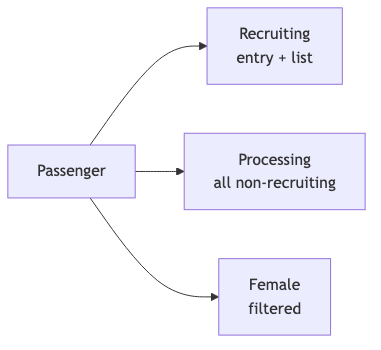 Recruiting
entry + list
Passenger
Processing
all non-recruiting
Female
filtered